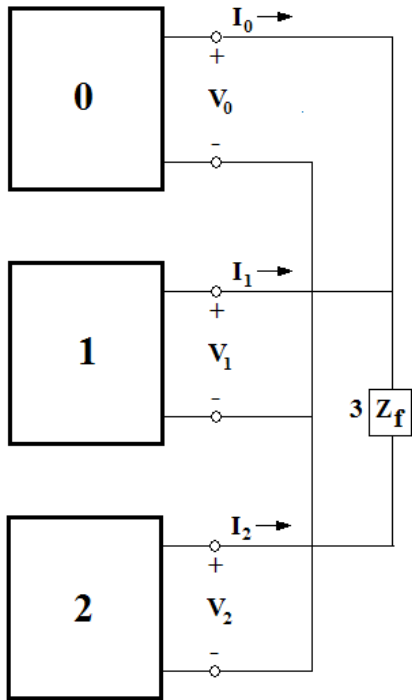 I₀
+
0
V₀
-
I₁
+
1
V₁
-
3 Z_f
I₂
+
2
V₂
-